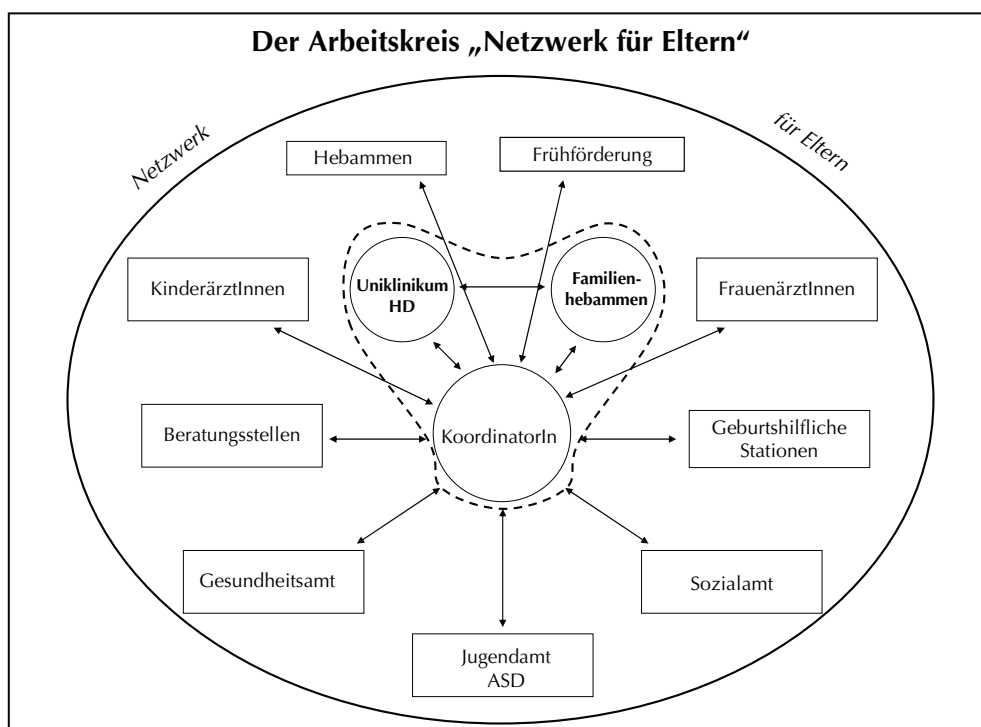 Der Arbeitskreis „Netzwerk für Eltern“
Netzwerk
für Eltern
Hebammen
Frühförderung
Uniklinikum
HD
Familien-
hebammen
KinderärztInnen
FrauenärztInnen
Beratungsstellen
KoordinatorIn
Geburtshilfliche
Stationen
Gesundheitsamt
Sozialamt
Jugendamt
ASD